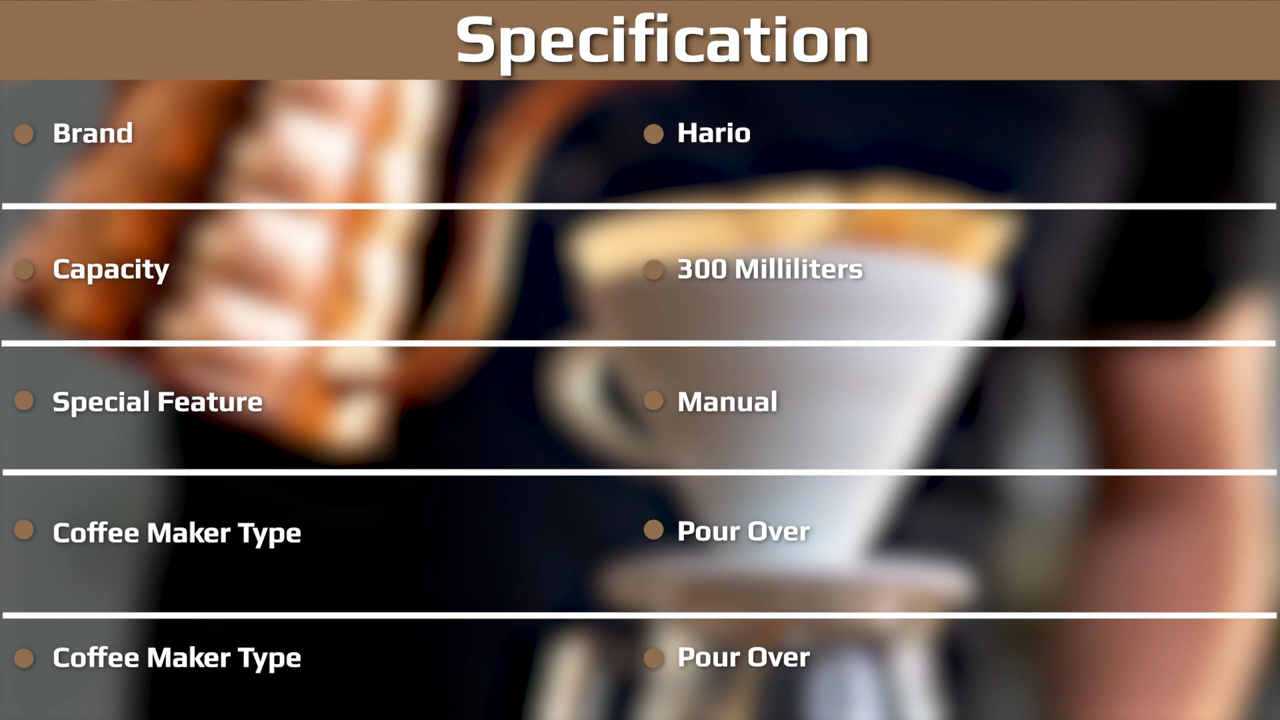 Specification
Brand
Hario
Capacity
300 Milliliters
Special Feature
Manual
Coffee Maker Type
Pour Over
Coffee Maker Type
Pour Over